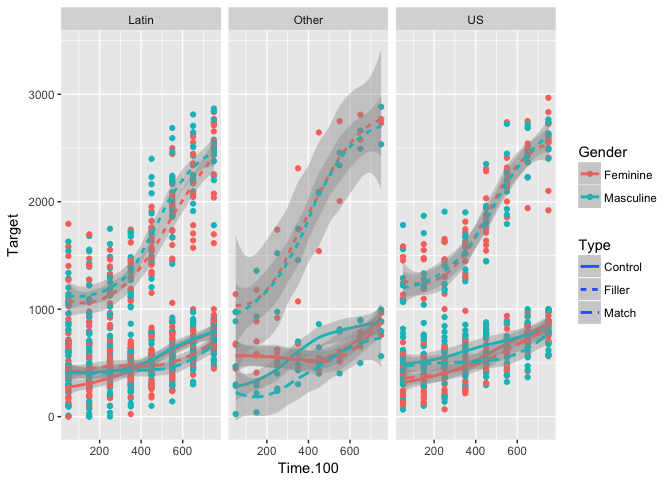 Latin
Other
US
Target
3000
2000
1000
0
200 400 600
200 400 600
200 400 600
Time.100
Gender
Feminine
Masculine
Type
Control
Filler
Match